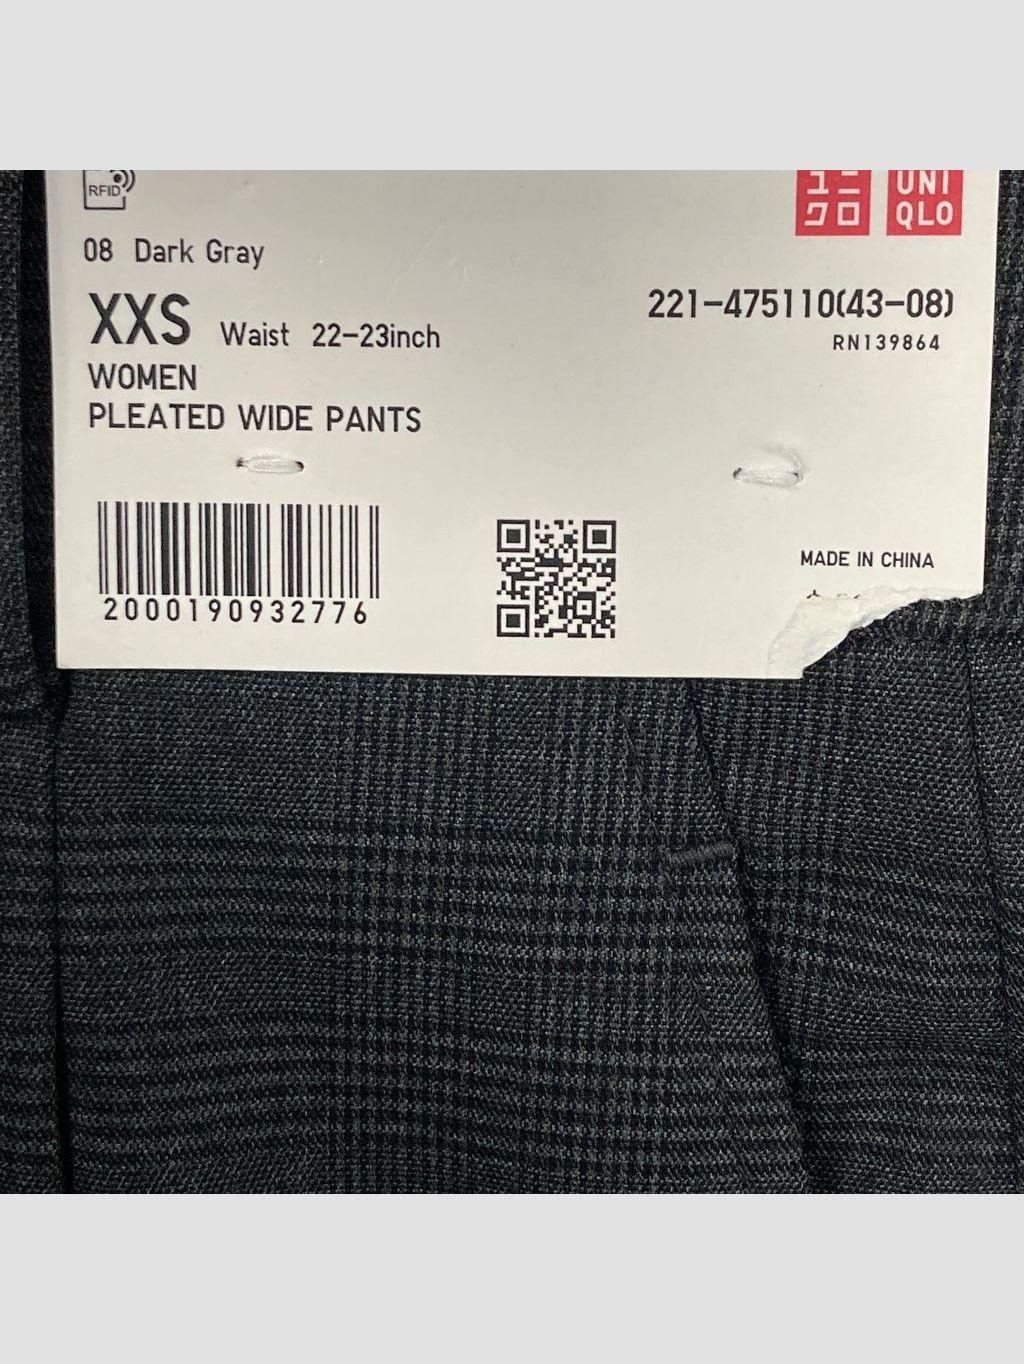 RFID
ユニ
クロ
UNI
QLO
08 Dark Gray
221-475110(43-08)
RN139864
XXS Waist 22-23inch
WOMEN
PLEATED WIDE PANTS
2000190932776
MADE IN CHINA